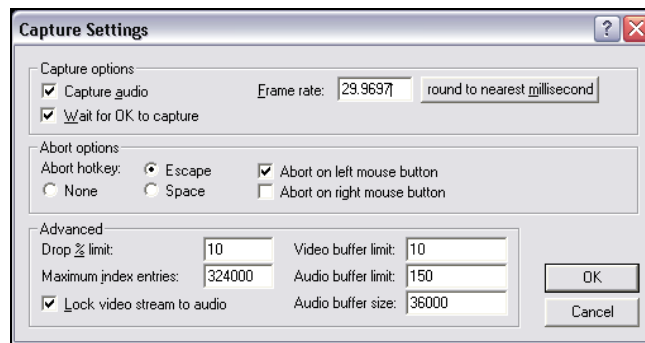 Capture Settings
Capture options
Capture audio
Frame rate: 29.9697 round to nearest millisecond
Wait for OK to capture
Abort options
Abort hotkey: Escape Abort on left mouse button
None Space Abort on right mouse button
Advanced
Drop % limit: 10 Video buffer limit: 10
Maximum index entries: 324000 Audio buffer limit: 150 OK
Lock video stream to audio Audio buffer size: 36000 Cancel